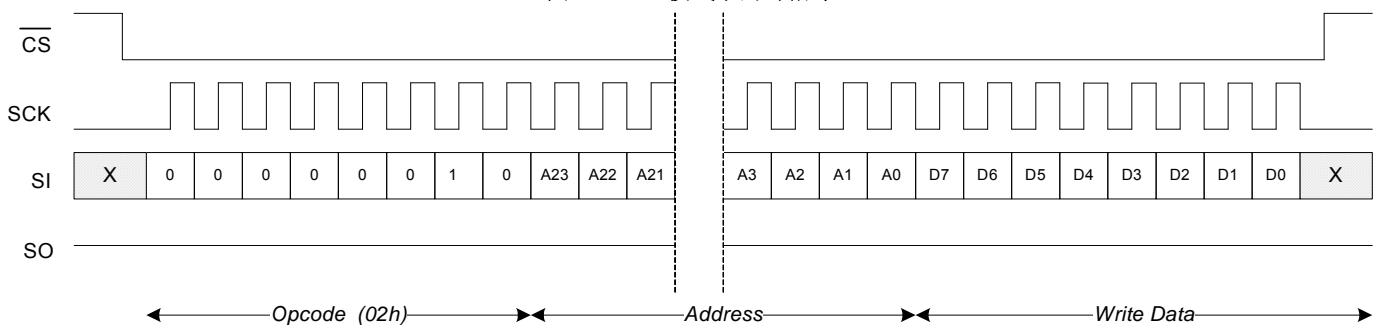 CS
SCK
SI X 0 0 0 0 0 0 1 0 A23 A22 A21 A3 A2 A1 A0 D7 D6 D5 D4 D3 D2 D1 D0 X
SO
Opcode (02h) Address Write Data